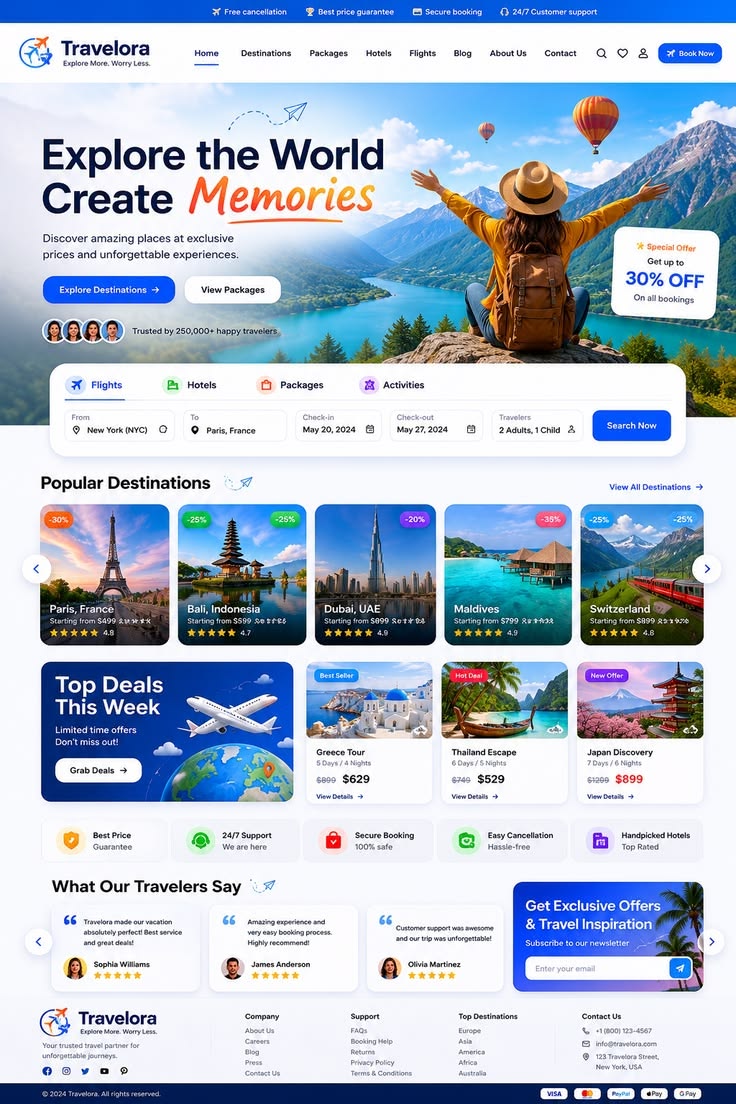 Free cancellation
Best price guarantee
Secure booking
24/7 Customer support
Travelora
Explore More. Worry Less.
Home
Destinations
Packages
Hotels
Flights
Blog
About Us
Contact
Book Now
Explore the World
Create Memories
Discover amazing places at exclusive
prices and unforgettable experiences.
Explore Destinations →
View Packages
Trusted by 250,000+ happy travelers
Special Offer
Get up to
30% OFF
On all bookings
Flights
Hotels
Packages
Activities
From
New York (NYC)
To
Paris, France
Check-in
May 20, 2024
Check-out
May 27, 2024
Travelers
2 Adults, 1 Child
Search Now
Popular Destinations
View All Destinations →
-30%
Paris, France
Starting from $499
4.8
-25%
-25%
Bali, Indonesia
Starting from $599
4.7
-20%
Dubai, UAE
Starting from $899
4.9
-35%
Maldives
Starting from $799
4.9
-25%
-25%
Switzerland
Starting from $899
4.8
Top Deals
This Week
Limited time offers
Don't miss out!
Grab Deals →
Best Seller
Greece Tour
5 Days / 4 Nights
$899 $629
View Details →
Hot Deal
Thailand Escape
6 Days / 5 Nights
$749 $529
View Details →
New Offer
Japan Discovery
7 Days / 6 Nights
$1299 $899
View Details →
Best Price
Guarantee
24/7 Support
We are here
Secure Booking
100% safe
Easy Cancellation
Hassle-free
Handpicked Hotels
Top Rated
What Our Travelers Say
Travelora made our vacation
absolutely perfect! Best service
and great deals!
Sophia Williams
Amazing experience and
very easy booking process.
Highly recommend!
James Anderson
Customer support was awesome
and our trip was unforgettable!
Olivia Martinez
Get Exclusive Offers
& Travel Inspiration
Subscribe to our newsletter
Enter your email
Travelora
Explore More. Worry Less.
Your trusted travel partner for
unforgettable journeys.
Company
About Us
Careers
Blog
Press
Contact Us
Support
FAQs
Booking Help
Returns
Privacy Policy
Terms & Conditions
Top Destinations
Europe
Asia
America
Africa
Australia
Contact Us
+1 (800) 123-4567
info@travelora.com
123 Travelora Street,
New York, USA
© 2024 Travelora. All rights reserved.
VISA
PayPal
Pay
G Pay